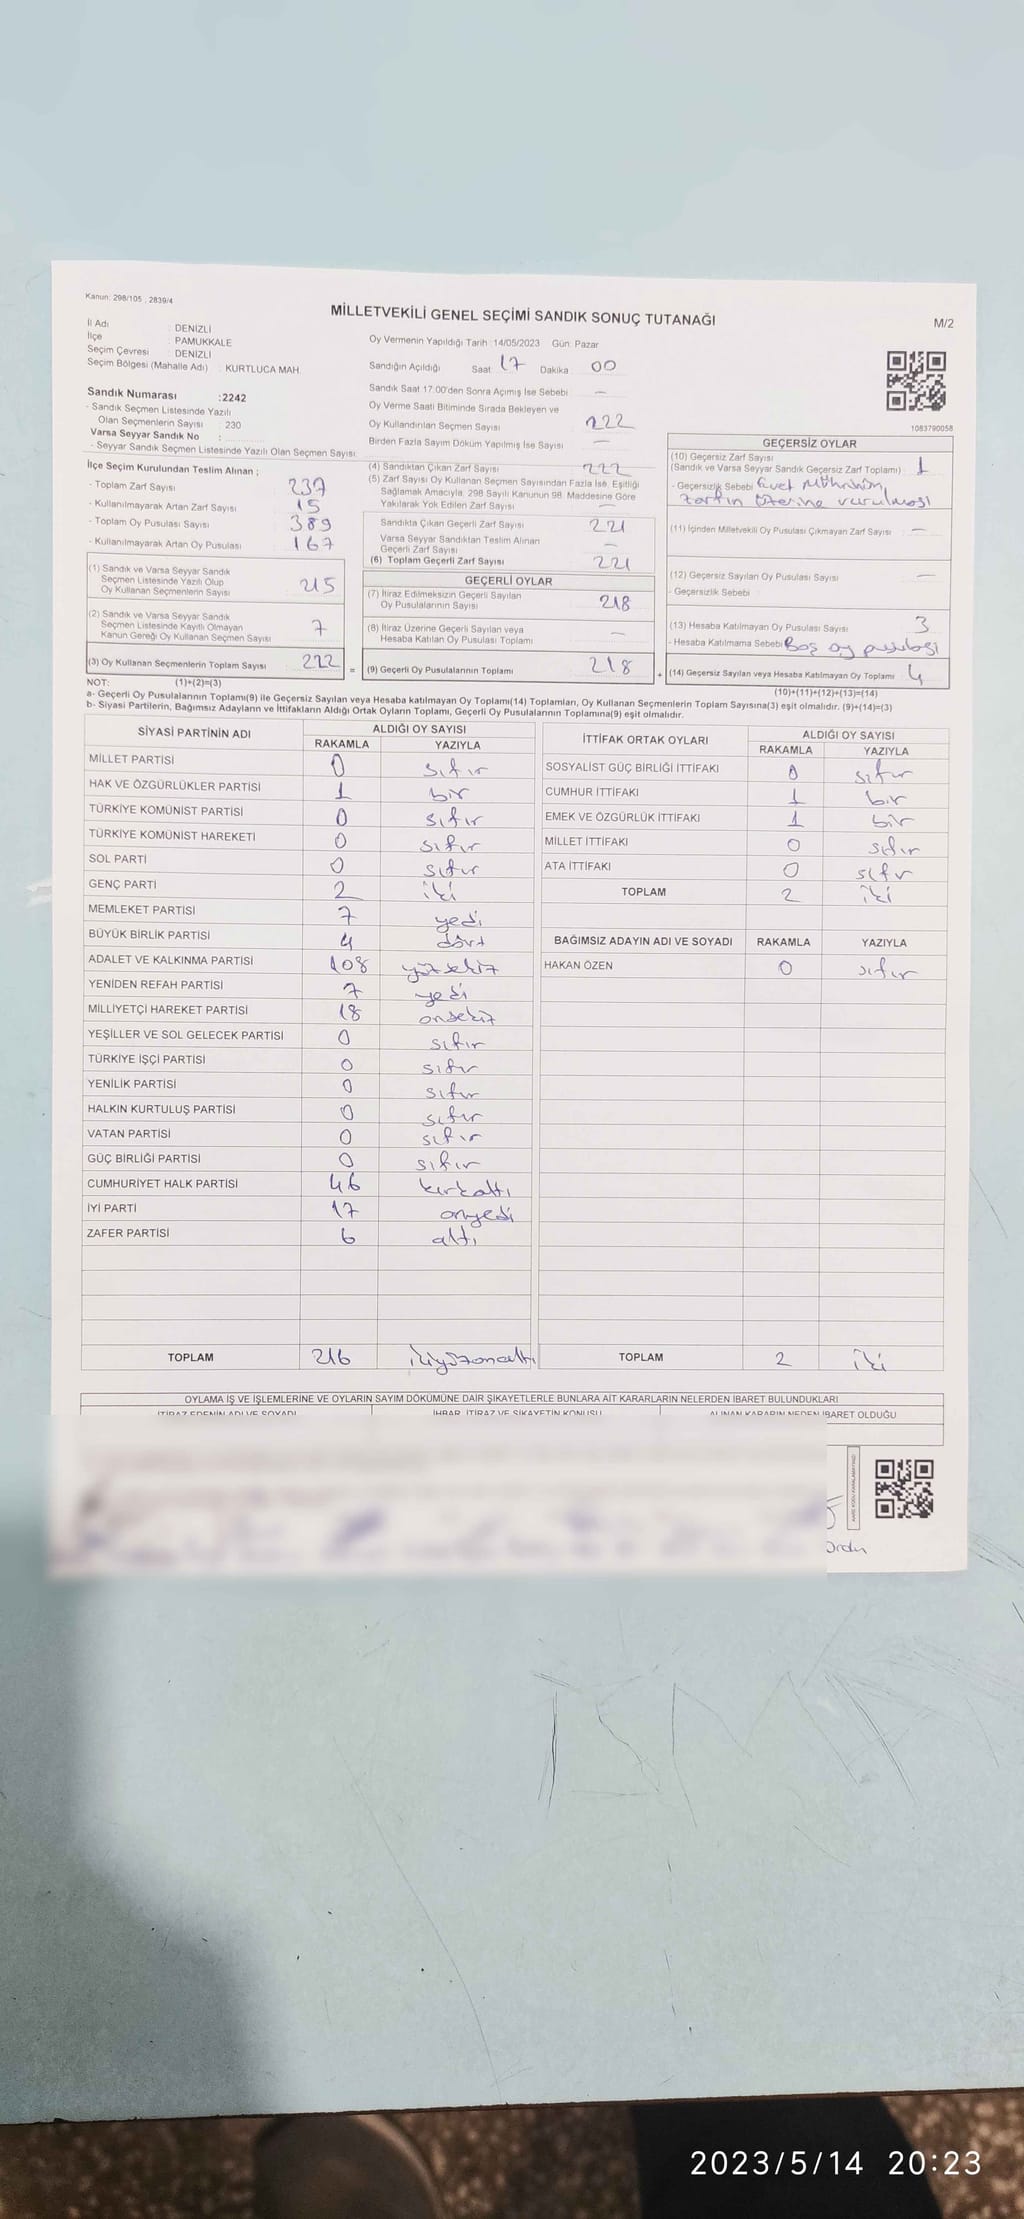 Kanun: 298/105 , 2839/4
MİLLETVEKİLİ GENEL SEÇİMİ SANDIK SONUÇ TUTANAĞI
M/2
İl Adı : DENİZLİ
İlçe : PAMUKKALE
Seçim Çevresi : DENİZLİ
Seçim Bölgesi (Mahalle Adı) : KURTLUCA MAH.
Oy Vermenin Yapıldığı Tarih :14/05/2023 Gün: Pazar
Sandığın Açıldığı Saat 17 Dakika : 00
Sandık Saat 17:00'den Sonra Açımış İse Sebebi : —
Oy Verme Saati Bitiminde Sırada Bekleyen ve
Oy Kullandırılan Seçmen Sayısı : 222
Birden Fazla Sayım Döküm Yapılmış İse Sayısı : —
1083790058
Sandık Numarası :2242
- Sandık Seçmen Listesinde Yazılı
Olan Seçmenlerin Sayısı : 230
Varsa Seyyar Sandık No :
- Seyyar Sandık Seçmen Listesinde Yazılı Olan Seçmen Sayısı:
İlçe Seçim Kurulundan Teslim Alınan ;
- Toplam Zarf Sayısı : 237
- Kullanılmayarak Artan Zarf Sayısı : 15
- Toplam Oy Pusulası Sayısı : 389
- Kullanılmayarak Artan Oy Pusulası : 167
(1) Sandık ve Varsa Seyyar Sandık
Seçmen Listesinde Yazılı Olup
Oy Kullanan Seçmenlerin Sayısı : 215
(2) Sandık ve Varsa Seyyar Sandık
Seçmen Listesinde Kayıtlı Olmayan
Kanun Gereği Oy Kullanan Seçmen Sayısı : 7
(3) Oy Kullanan Seçmenlerin Toplam Sayısı : 222 =
(4) Sandıktan Çıkan Zarf Sayısı : 222
(5) Zarf Sayısı Oy Kullanan Seçmen Sayısından Fazla İse, Eşitliği
Sağlamak Amacıyla, 298 Sayılı Kanunun 98. Maddesine Göre
Yakılarak Yok Edilen Zarf Sayısı : —
Sandıkta Çıkan Geçerli Zarf Sayısı : 221
Varsa Seyyar Sandıktan Teslim Alınan
Geçerli Zarf Sayısı : —
(6) Toplam Geçerli Zarf Sayısı : 221
GEÇERLİ OYLAR
(7) İtiraz Edilmeksizin Geçerli Sayılan
Oy Pusulalarının Sayısı : 218
(8) İtiraz Üzerine Geçerli Sayılan veya
Hesaba Katılan Oy Pusulası Toplamı : —
(9) Geçerli Oy Pusulalarının Toplamı : 218 +
GEÇERSİZ OYLAR
(10) Geçersiz Zarf Sayısı
(Sandık ve Varsa Seyyar Sandık Geçersiz Zarf Toplamı) : 1
- Geçersizlik Sebebi : Evet Mührünün
zarfın üzerine vurulması
(11) İçinden Milletvekili Oy Pusulası Çıkmayan Zarf Sayısı : —
(12) Geçersiz Sayılan Oy Pusulası Sayısı : —
- Geçersizlik Sebebi :
(13) Hesaba Katılmayan Oy Pusulası Sayısı : 3
- Hesaba Katılmama Sebebi : Boş oy pusulası
(14) Geçersiz Sayılan veya Hesaba Katılmayan Oy Toplamı : 4
NOT: (1)+(2)=(3)
(10)+(11)+(12)+(13)=(14)
a- Geçerli Oy Pusulalarının Toplamı(9) ile Geçersiz Sayılan veya Hesaba katılmayan Oy Toplamı(14) Toplamları, Oy Kullanan Seçmenlerin Toplam Sayısına(3) eşit olmalıdır. (9)+(14)=(3)
b- Siyasi Partilerin, Bağımsız Adayların ve İttifakların Aldığı Ortak Oyların Toplamı, Geçerli Oy Pusulalarının Toplamına(9) eşit olmalıdır.
SİYASİ PARTİNİN ADI ALDIĞI OY SAYISI
RAKAMLA YAZIYLA
MİLLET PARTİSİ 0 sıfır
HAK VE ÖZGÜRLÜKLER PARTİSİ 1 bir
TÜRKİYE KOMÜNİST PARTİSİ 0 sıfır
TÜRKİYE KOMÜNİST HAREKETİ 0 sıfır
SOL PARTİ 0 sıfır
GENÇ PARTİ 2 iki
MEMLEKET PARTİSİ 7 yedi
BÜYÜK BİRLİK PARTİSİ 4 dört
ADALET VE KALKINMA PARTİSİ 108 yüzsekiz
YENİDEN REFAH PARTİSİ 7 yedi
MİLLİYETÇİ HAREKET PARTİSİ 18 onsekiz
YEŞİLLER VE SOL GELECEK PARTİSİ 0 sıfır
TÜRKİYE İŞÇİ PARTİSİ 0 sıfır
YENİLİK PARTİSİ 0 sıfır
HALKIN KURTULUŞ PARTİSİ 0 sıfır
VATAN PARTİSİ 0 sıfır
GÜÇ BİRLİĞİ PARTİSİ 0 sıfır
CUMHURİYET HALK PARTİSİ 46 kırkaltı
İYİ PARTİ 17 onyedi
ZAFER PARTİSİ 6 altı
TOPLAM 216 ikiyüzonaltı
İTTİFAK ORTAK OYLARI ALDIĞI OY SAYISI
RAKAMLA YAZIYLA
SOSYALİST GÜÇ BİRLİĞİ İTTİFAKI 0 sıfır
CUMHUR İTTİFAKI 1 bir
EMEK VE ÖZGÜRLÜK İTTİFAKI 1 bir
MİLLET İTTİFAKI 0 sıfır
ATA İTTİFAKI 0 sıfır
TOPLAM 2 iki
BAĞIMSIZ ADAYIN ADI VE SOYADI RAKAMLA YAZIYLA
HAKAN ÖZEN 0 sıfır
TOPLAM 2 iki
OYLAMA İŞ VE İŞLEMLERİNE VE OYLARIN SAYIM DÖKÜMÜNE DAİR ŞİKAYETLERLE BUNLARA AİT KARARLARIN NELERDEN İBARET BULUNDUKLARI
İTİRAZ EDENİN ADI VE SOYADI İHBAR, İTİRAZ VE ŞİKAYETİN KONUSU ALINAN KARARIN NEDEN İBARET OLDUĞU
2023/5/14 20:23